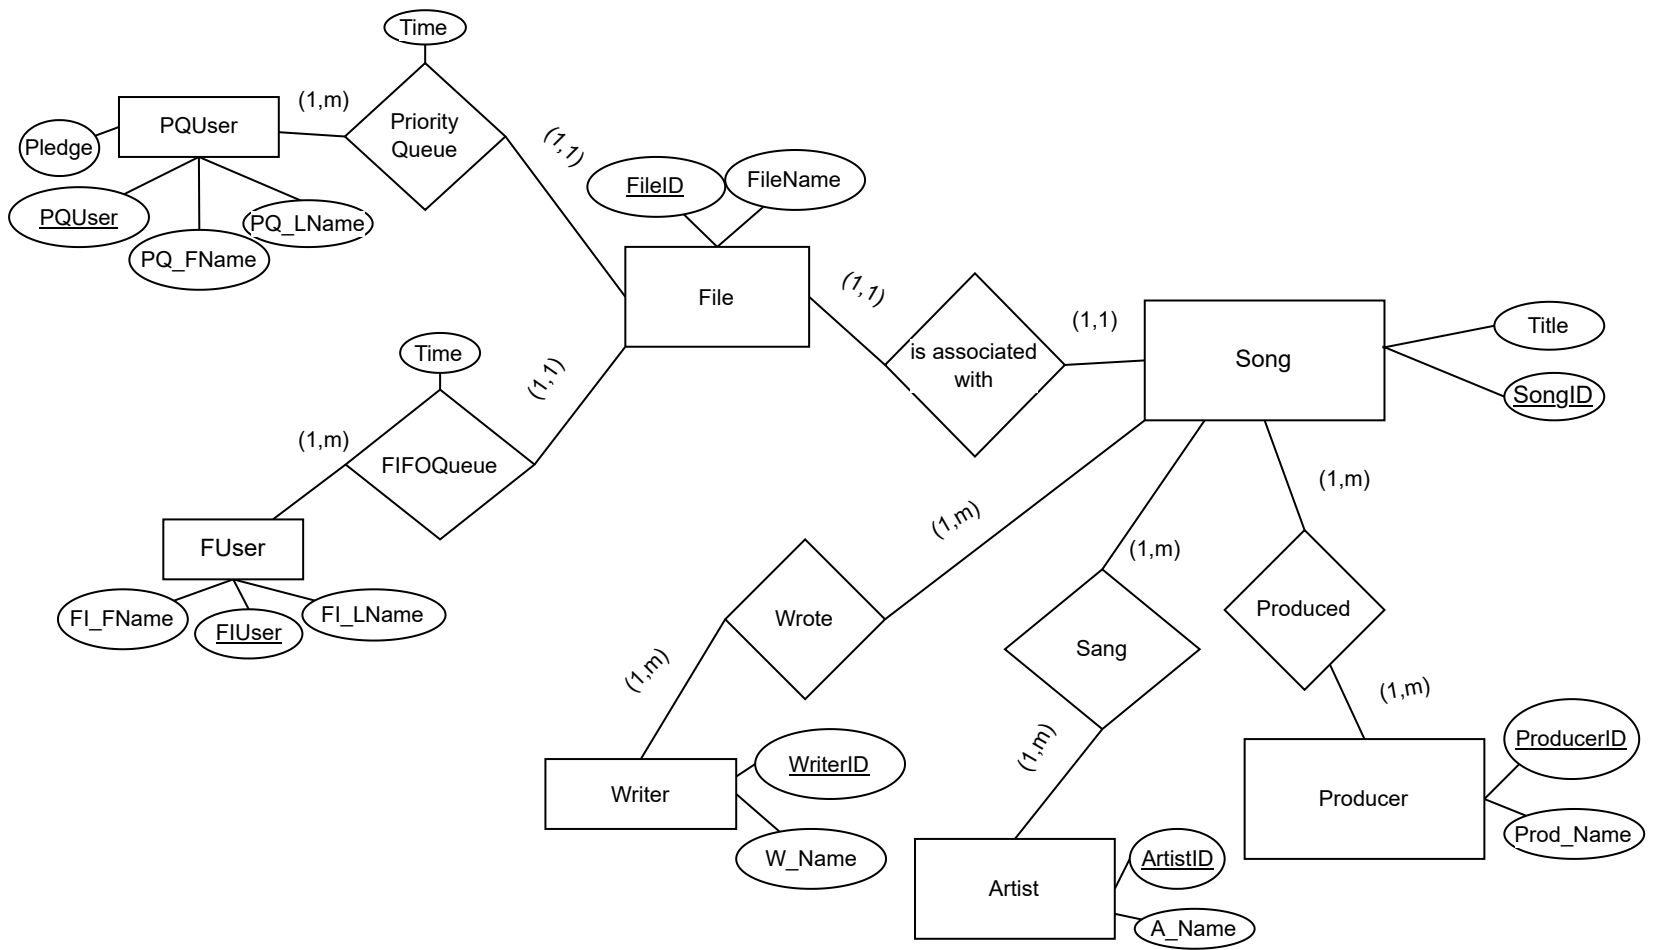 Time
PQUser
(1,m)
Priority
Queue
(1,1)
Pledge
PQUser
PQ_LName
PQ_FName
FileID
FileName
File
(1,1)
is associated
with
(1,1)
Song
Title
SongID
Time
(1,1)
(1,m)
FIFOQueue
FUser
FI_FName
FIUser
FI_LName
(1,m)
(1,m)
(1,m)
Wrote
Sang
Produced
(1,m)
(1,m)
(1,m)
Writer
WriterID
W_Name
Artist
ArtistID
A_Name
Producer
ProducerID
Prod_Name